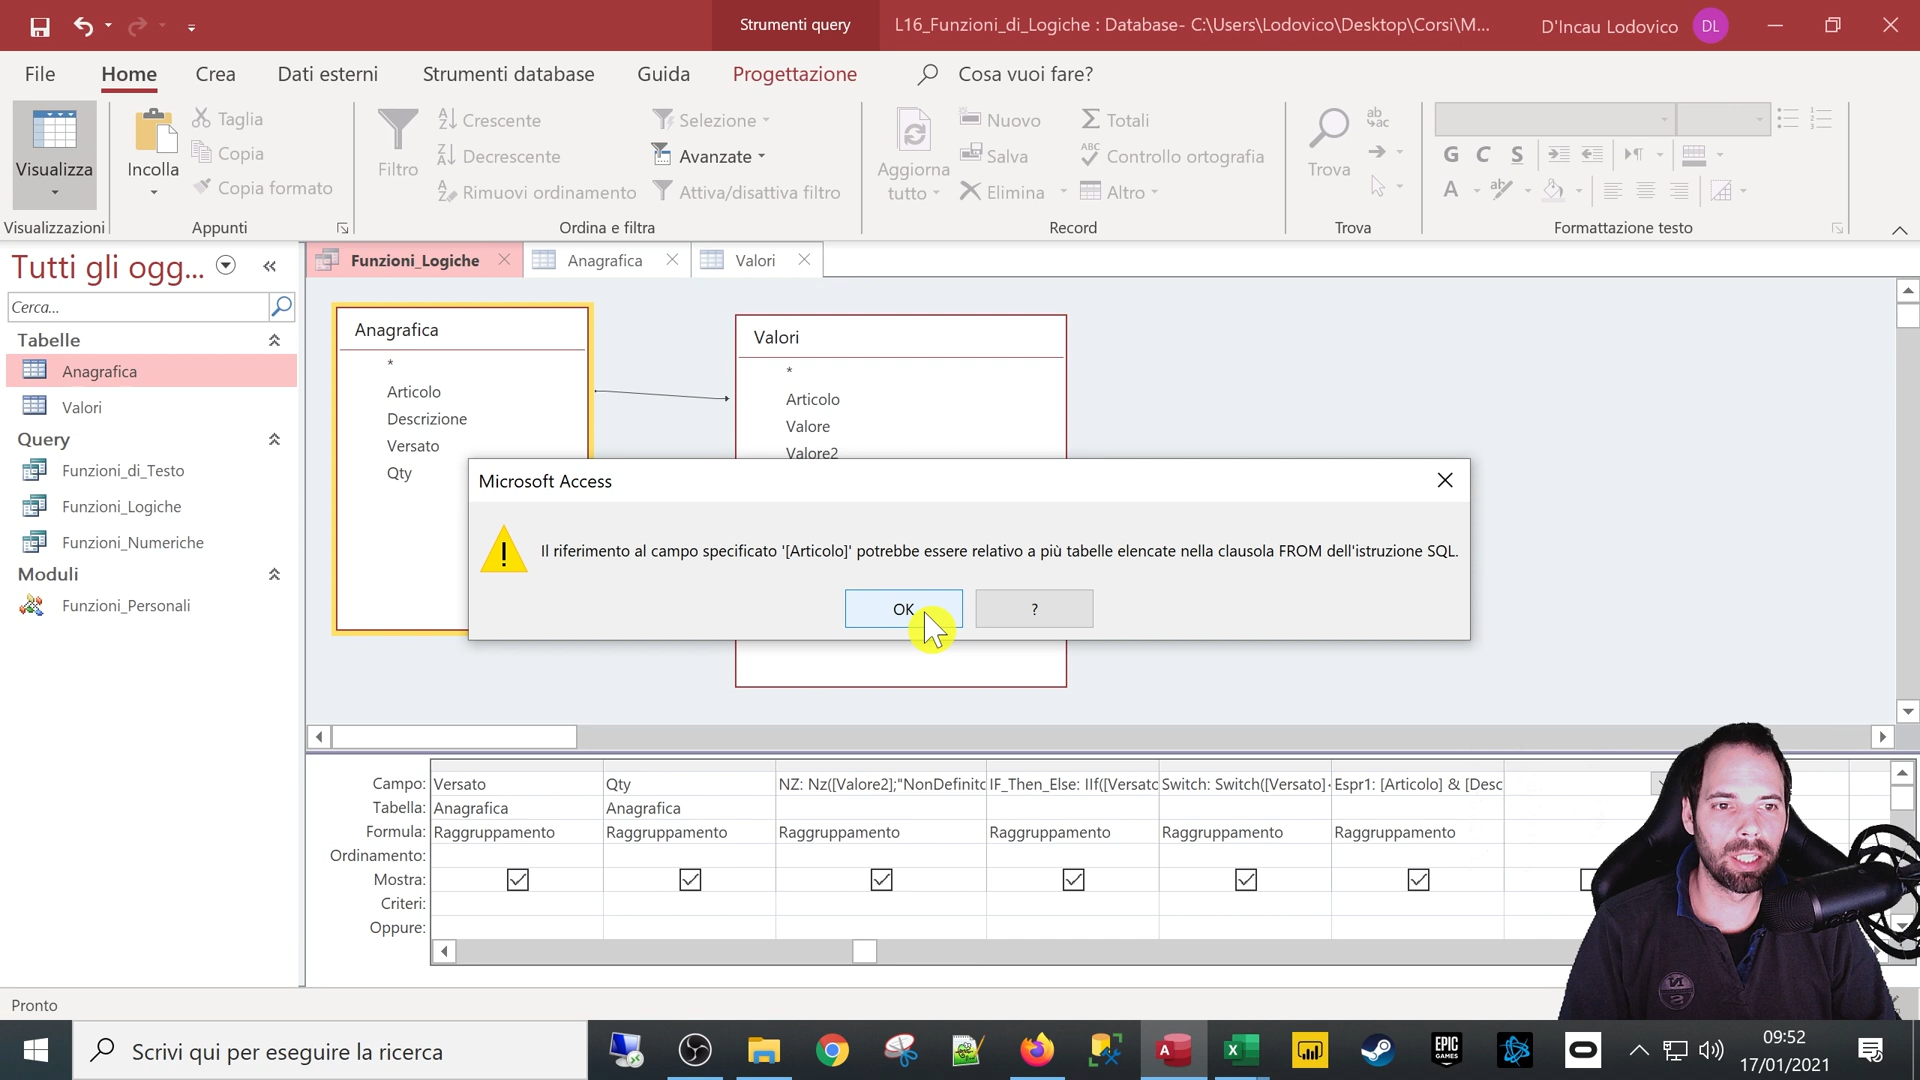 Strumenti query
L16_Funzioni_di_Logiche : Database- C:\Users\Lodovico\Desktop\Corsi\M...
D'Incau Lodovico
DL
File
Home
Crea
Dati esterni
Strumenti database
Guida
Progettazione
Cosa vuoi fare?
Visualizza
Visualizzazioni
Incolla
Taglia
Copia
Copia formato
Appunti
Filtro
Crescente
Decrescente
Rimuovi ordinamento
Selezione
Avanzate
Attiva/disattiva filtro
Ordina e filtra
Aggiorna
tutto
Nuovo
Salva
Elimina
Totali
Controllo ortografia
Altro
Record
Trova
Trova
G C S
A
Formattazione testo
Tutti gli ogg...
Cerca...
Tabelle
Anagrafica
Valori
Query
Funzioni_di_Testo
Funzioni_Logiche
Funzioni_Numeriche
Moduli
Funzioni_Personali
Funzioni_Logiche
Anagrafica
Valori
Anagrafica
*
Articolo
Descrizione
Versato
Qty
Valori
*
Articolo
Valore
Valore2
Microsoft Access
Il riferimento al campo specificato '[Articolo]' potrebbe essere relativo a più tabelle elencate nella clausola FROM dell'istruzione SQL.
OK
?
Campo: Versato Qty NZ: Nz([Valore2];"NonDefinito IF_Then_Else: IIf([Versato Switch: Switch([Versato] Espr1: [Articolo] & [Desc
Tabella: Anagrafica Anagrafica
Formula: Raggruppamento Raggruppamento Raggruppamento Raggruppamento Raggruppamento Raggruppamento
Ordinamento:
Mostra:
Criteri:
Oppure:
Pronto
Scrivi qui per eseguire la ricerca
EPIC
GAMES
09:52
17/01/2021